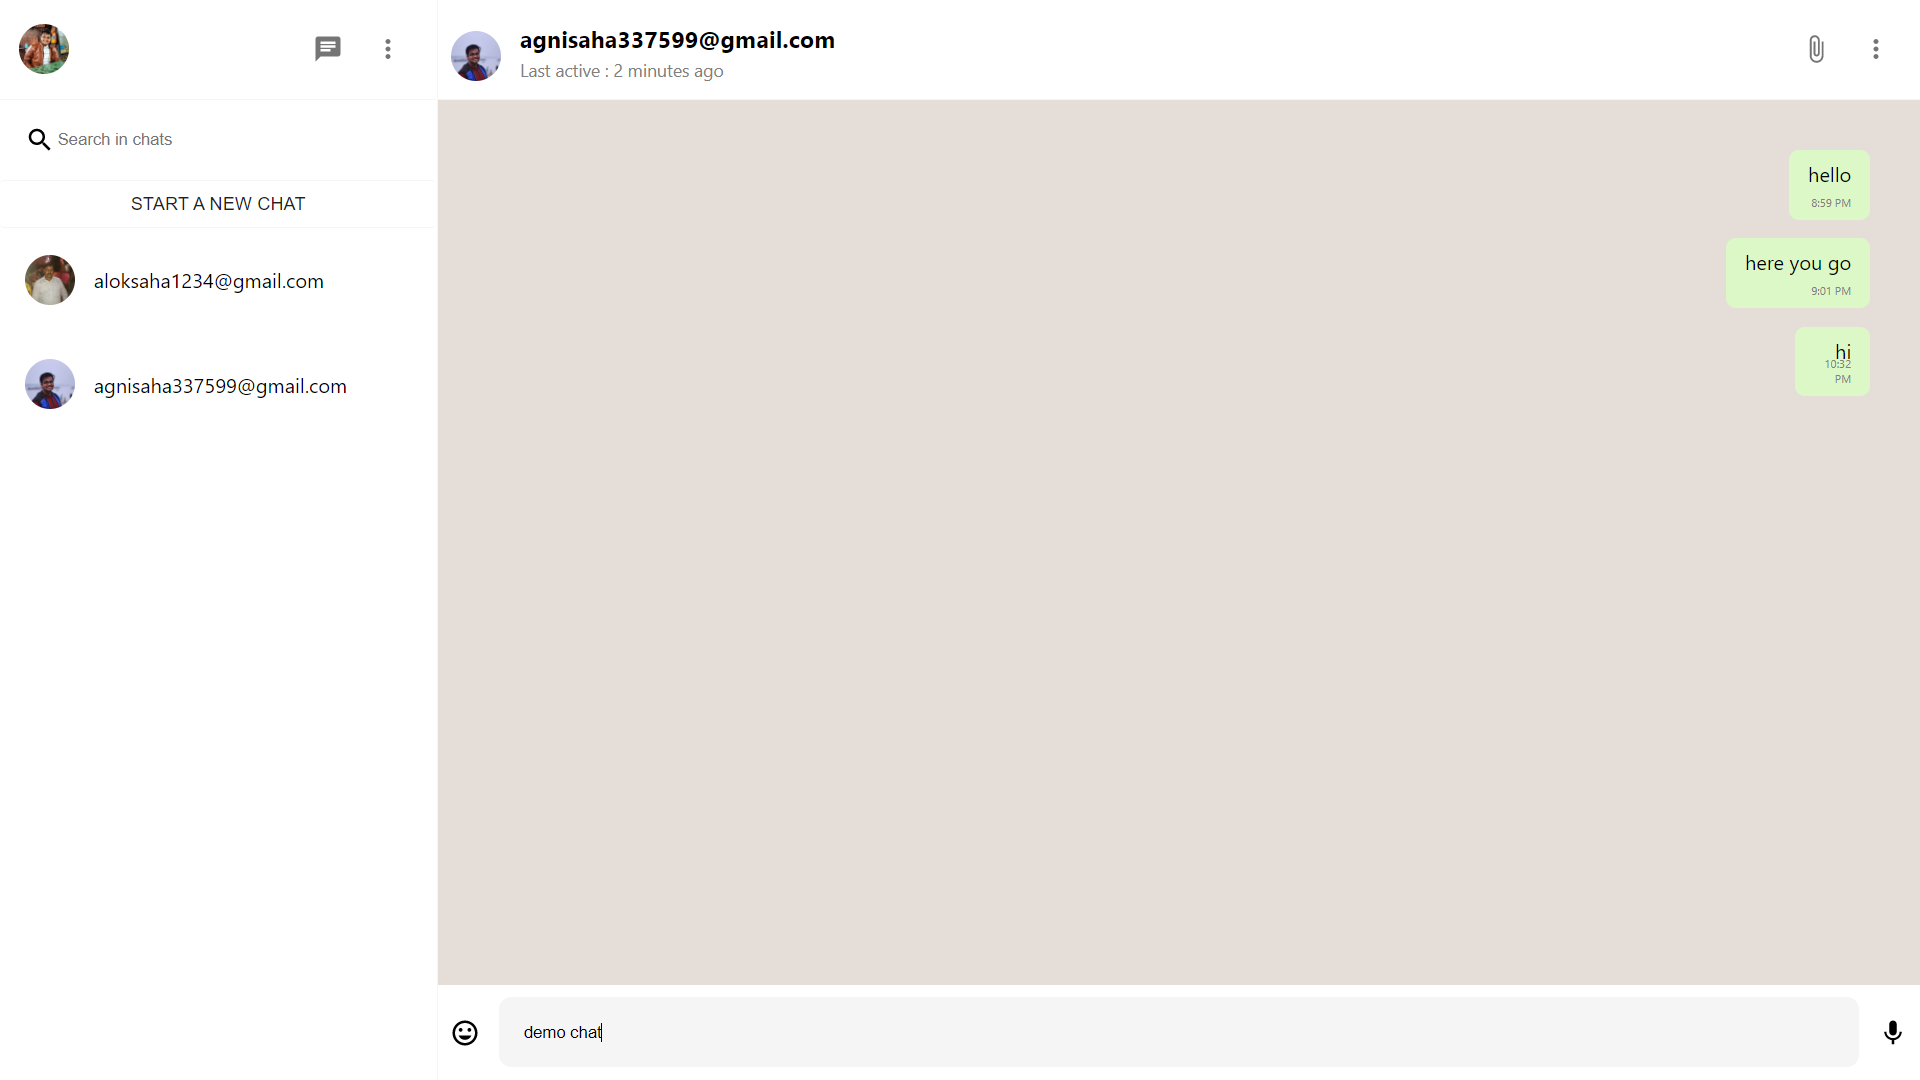 Search in chats
START A NEW CHAT
aloksaha1234@gmail.com
agnisaha337599@gmail.com
agnisaha337599@gmail.com
Last active : 2 minutes ago
hello
8:59 PM
here you go
9:01 PM
hi
10:32
PM
demo chat